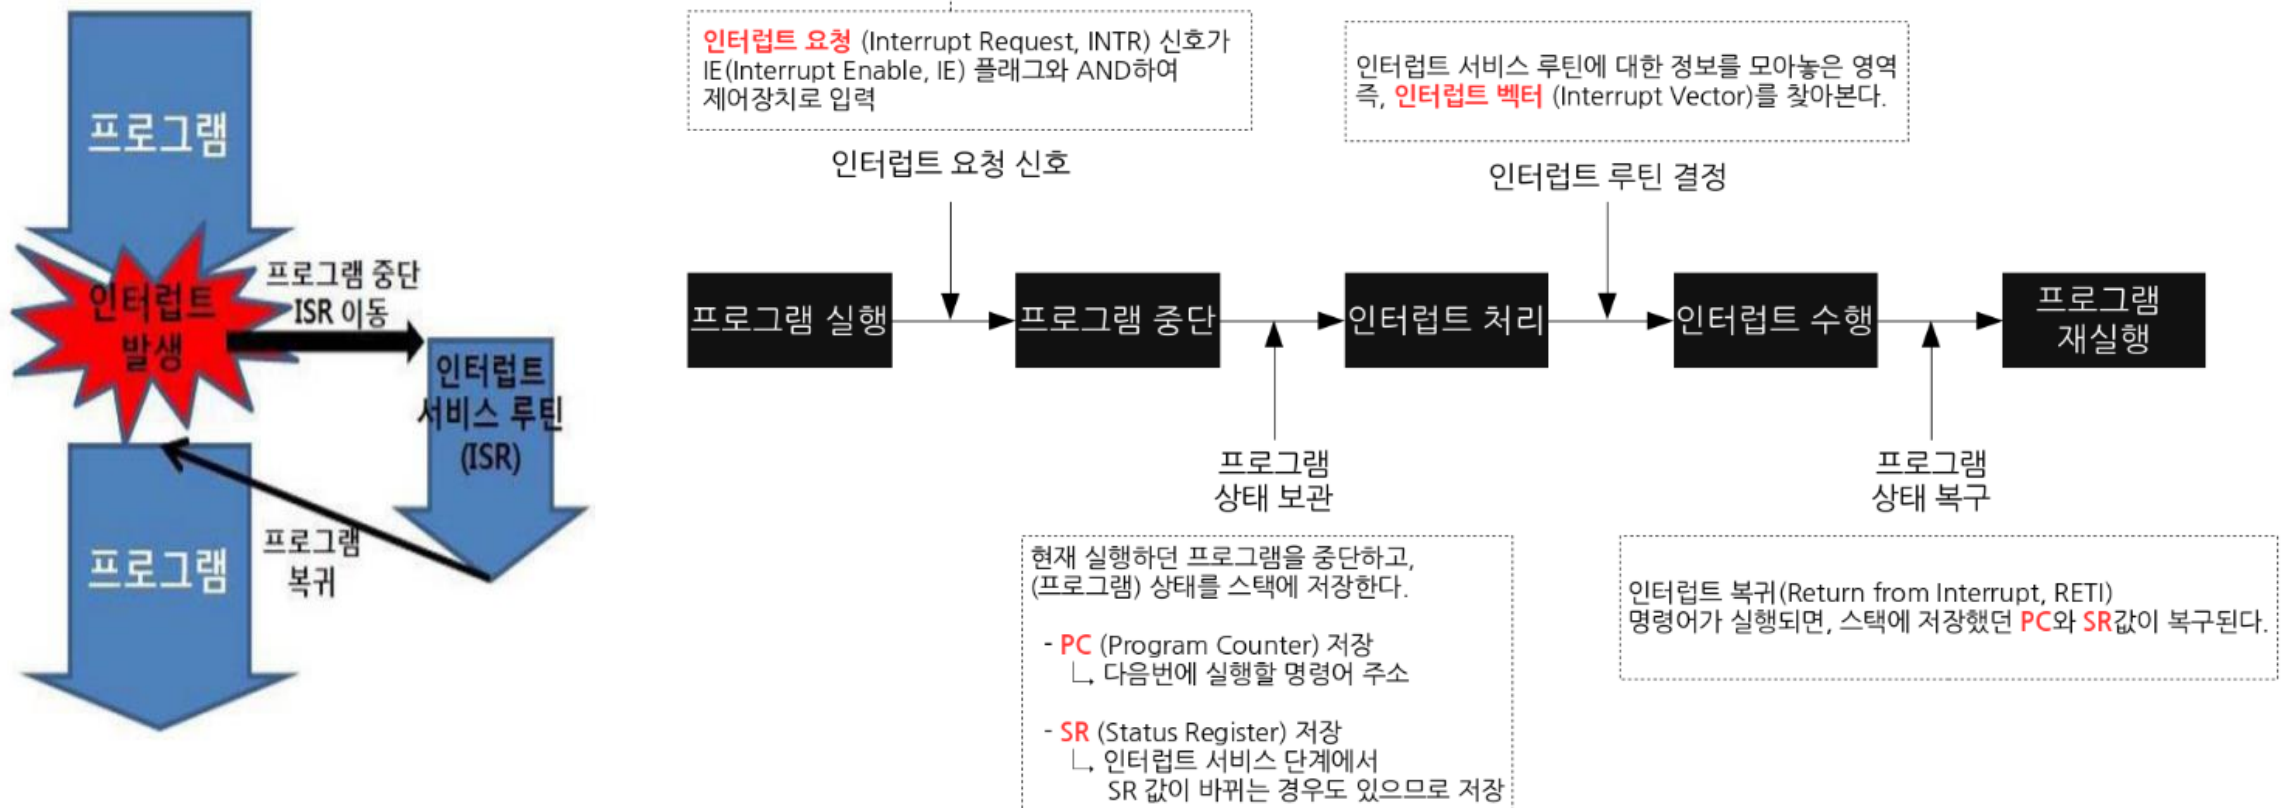 프로그램
인터럽트
발생
프로그램 중단
ISR 이동
인터럽트
서비스 루틴
(ISR)
프로그램
복귀
프로그램
인터럽트 요청 (Interrupt Request, INTR) 신호가
IE(Interrupt Enable, IE) 플래그와 AND하여
제어장치로 입력
인터럽트 요청 신호
인터럽트 서비스 루틴에 대한 정보를 모아놓은 영역
즉, 인터럽트 벡터 (Interrupt Vector)를 찾아본다.
인터럽트 루틴 결정
프로그램 실행
프로그램 중단
인터럽트 처리
인터럽트 수행
프로그램
재실행
프로그램
상태 보관
현재 실행하던 프로그램을 중단하고,
(프로그램) 상태를 스택에 저장한다.
- PC (Program Counter) 저장
다음번에 실행할 명령어 주소
- SR (Status Register) 저장
인터럽트 서비스 단계에서
SR 값이 바뀌는 경우도 있으므로 저장
프로그램
상태 복구
인터럽트 복귀(Return from Interrupt, RETI)
명령어가 실행되면, 스택에 저장했던 PC와 SR값이 복구된다.